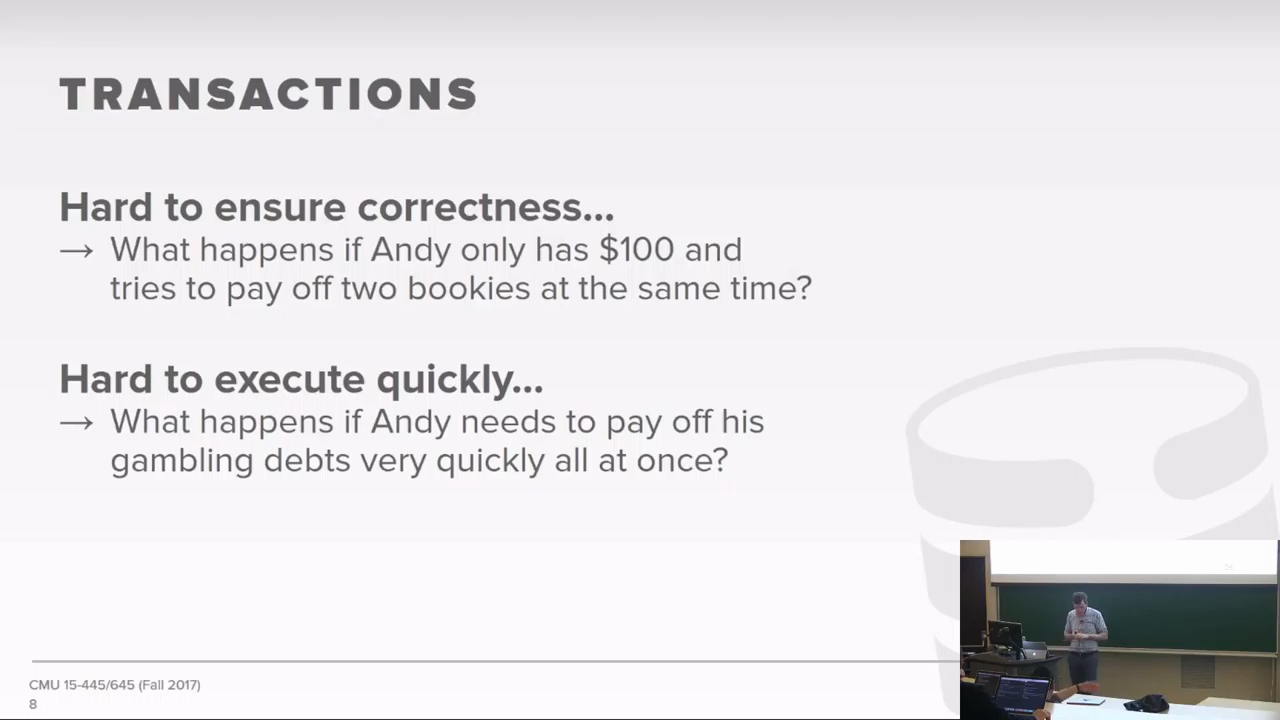 TRANSACTIONS
Hard to ensure correctness...
→ What happens if Andy only has $100 and
tries to pay off two bookies at the same time?
Hard to execute quickly...
→ What happens if Andy needs to pay off his
gambling debts very quickly all at once?
CMU 15-445/645 (Fall 2017)
8